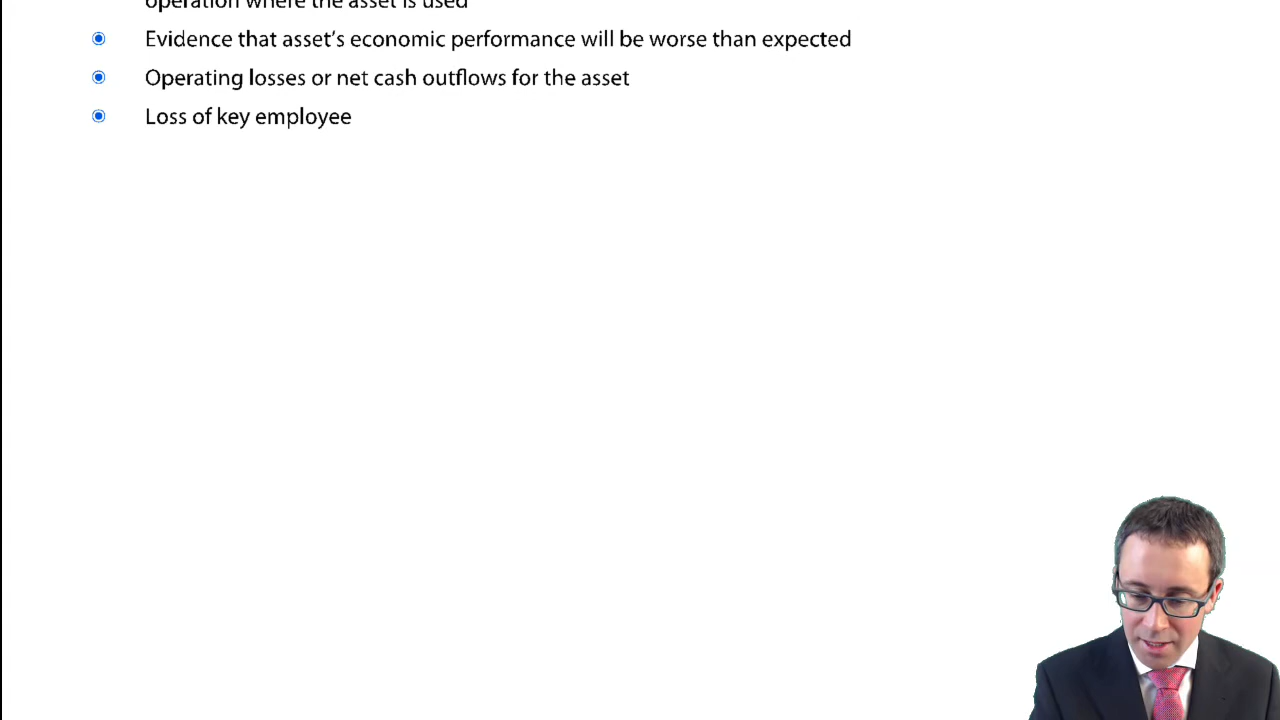 operation where the asset is used
Evidence that asset's economic performance will be worse than expected
Operating losses or net cash outflows for the asset
Loss of key employee